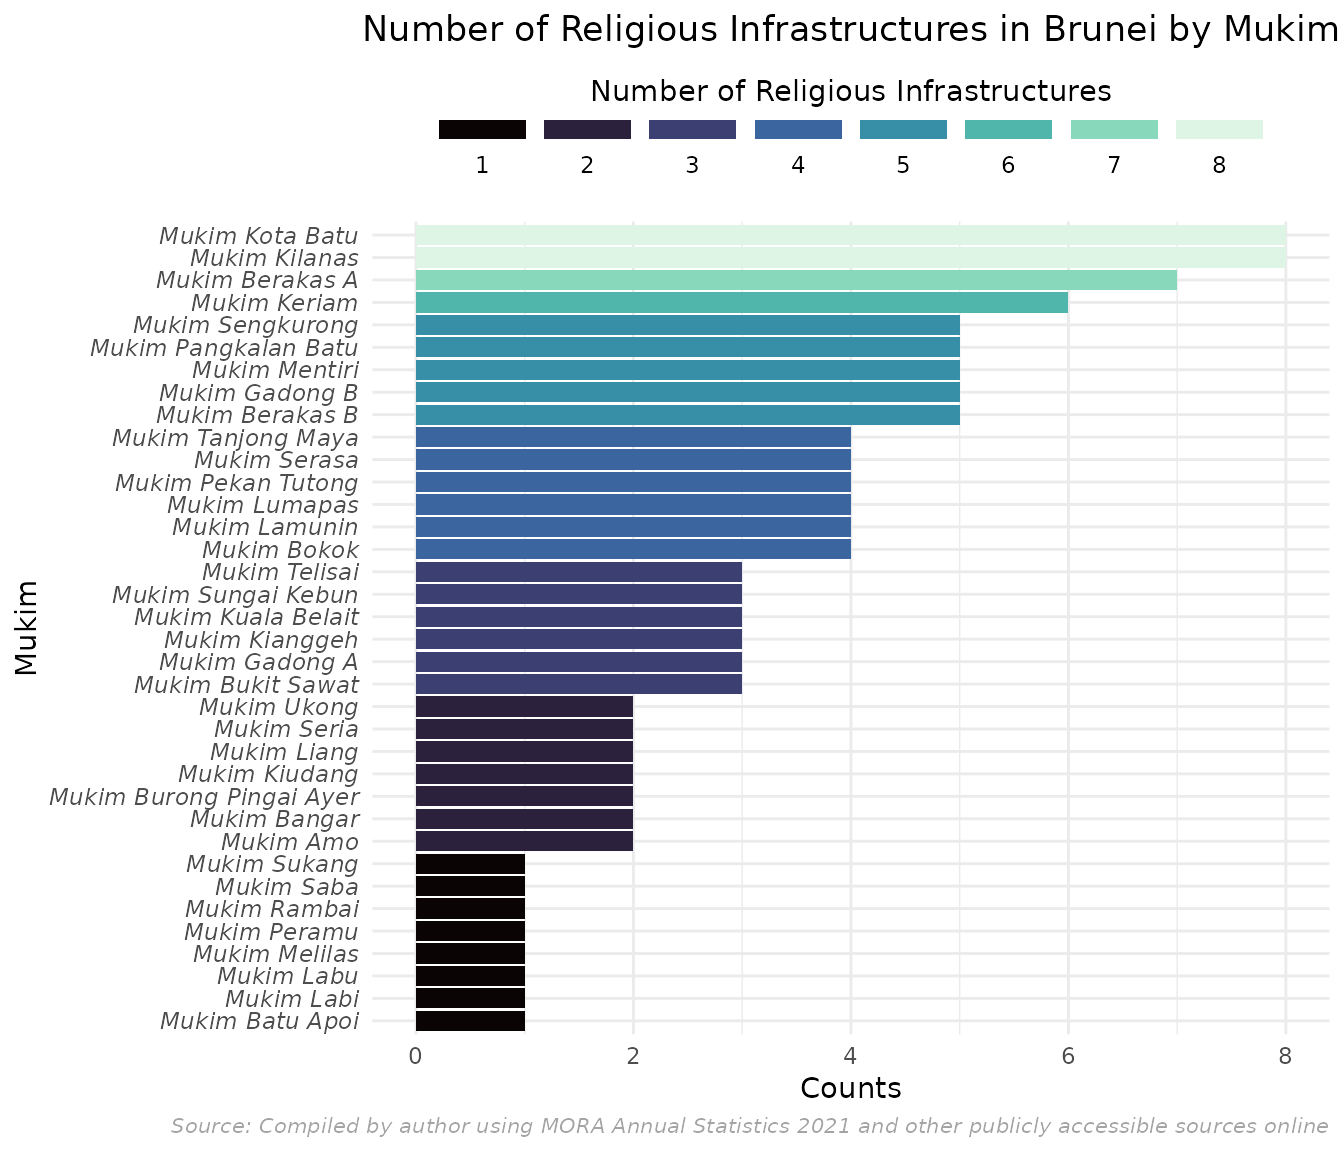 Number of Religious Infrastructures in Brunei by Mukim
Number of Religious Infrastructures
1 2 3 4 5 6 7 8
Mukim Kota Batu
Mukim Kilanas
Mukim Berakas A
Mukim Keriam
Mukim Sengkurong
Mukim Pangkalan Batu
Mukim Mentiri
Mukim Gadong B
Mukim Berakas B
Mukim Tanjong Maya
Mukim Serasa
Mukim Pekan Tutong
Mukim Lumapas
Mukim Lamunin
Mukim Bokok
Mukim Telisai
Mukim Sungai Kebun
Mukim Kuala Belait
Mukim Kianggeh
Mukim Gadong A
Mukim Bukit Sawat
Mukim Ukong
Mukim Seria
Mukim Liang
Mukim Kiudang
Mukim Burong Pingai Ayer
Mukim Bangar
Mukim Amo
Mukim Sukang
Mukim Saba
Mukim Rambai
Mukim Peramu
Mukim Melilas
Mukim Labu
Mukim Labi
Mukim Batu Apoi
Mukim
0 2 4 6 8
Counts
Source: Compiled by author using MORA Annual Statistics 2021 and other publicly accessible sources online